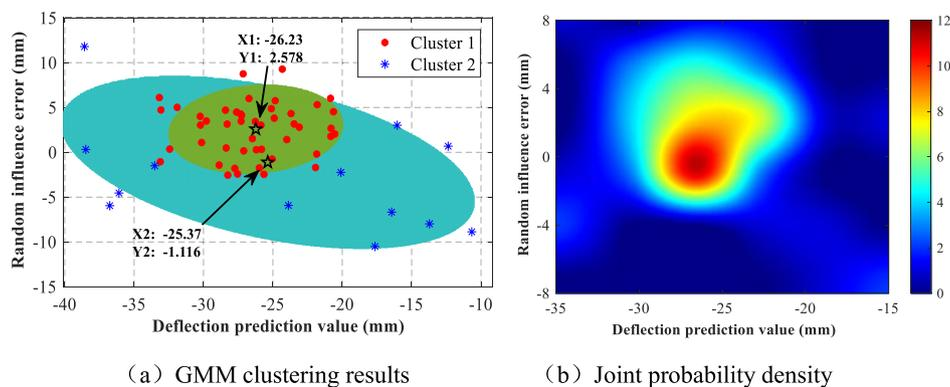 15
10
5
0
-5
-10
-15
-40 -35 -30 -25 -20 -15 -10
Random influence error (mm)
Deflection prediction value (mm)
X1: -26.23
Y1: 2.578
X2: -25.37
Y2: -1.116
Cluster 1
Cluster 2
(a) GMM clustering results
8
4
0
-4
-8
-35 -30 -25 -20 -15
Random influence error (mm)
Deflection prediction value (mm)
12
10
8
6
4
2
0
(b) Joint probability density